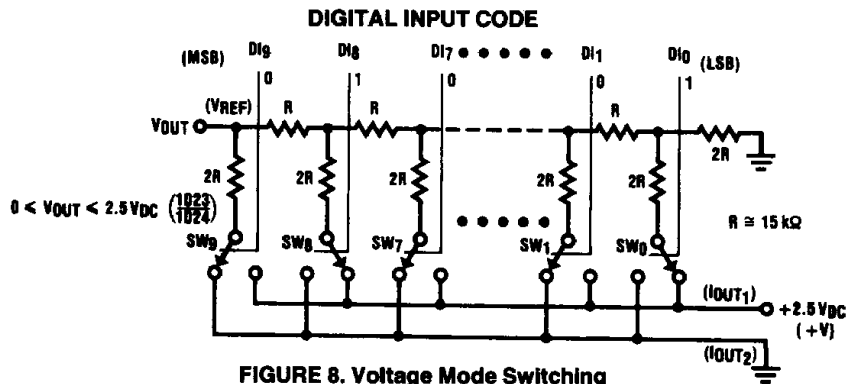 DIGITAL INPUT CODE
(MSB) DI9 DI8 DI7 DI1 DI0 (LSB)
0 1 0 0 1
(VREF) R R R
VOUT
2R
2R 2R 2R 2R 2R
0 < VOUT < 2.5 VDC (1023/1024)
R ≅ 15 kΩ
SW9 SW8 SW7 SW1 SW0
(IOUT1) +2.5 VDC
(+V)
(IOUT2)
FIGURE 8. Voltage Mode Switching